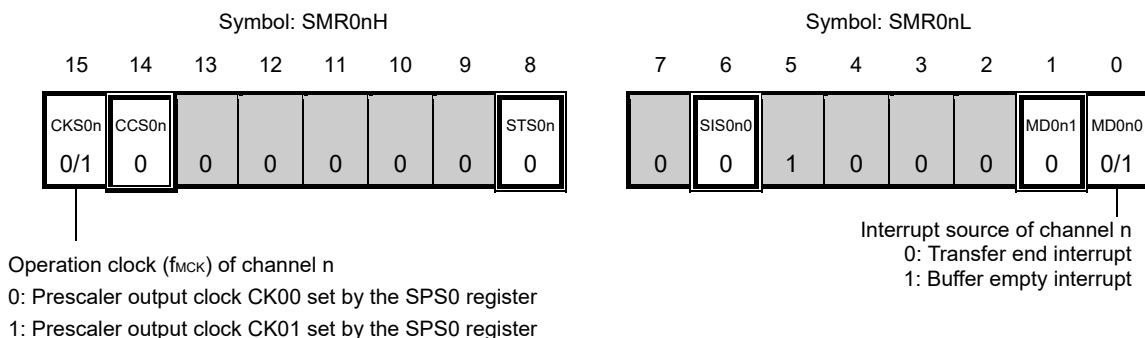 Symbol: SMR0nH Symbol: SMR0nL
15 14 13 12 11 10 9 8 7 6 5 4 3 2 1 0
CKS0n CCS0n STS0n SIS0n0 MD0n1 MD0n0
0/1 0 0 0 0 0 0 0 0 0 1 0 0 0 0 0/1
Interrupt source of channel n
0: Transfer end interrupt
1: Buffer empty interrupt
Operation clock (fMCK) of channel n
0: Prescaler output clock CK00 set by the SPS0 register
1: Prescaler output clock CK01 set by the SPS0 register